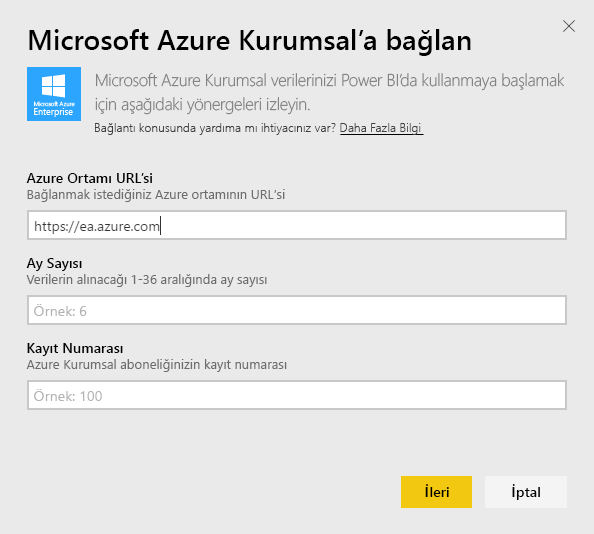 Microsoft Azure Kurumsal’a bağlan
Microsoft Azure
Enterprise
Microsoft Azure Kurumsal verilerinizi Power BI’da kullanmaya başlamak
için aşağıdaki yönergeleri izleyin.
Bağlantı konusunda yardıma mı ihtiyacınız var? Daha Fazla Bilgi
Azure Ortamı URL’si
Bağlanmak istediğiniz Azure ortamının URL’si
https://ea.azure.com
Ay Sayısı
Verilerin alınacağı 1-36 aralığında ay sayısı
Örnek: 6
Kayıt Numarası
Azure Kurumsal aboneliğinizin kayıt numarası
Örnek: 100
İleri
İptal